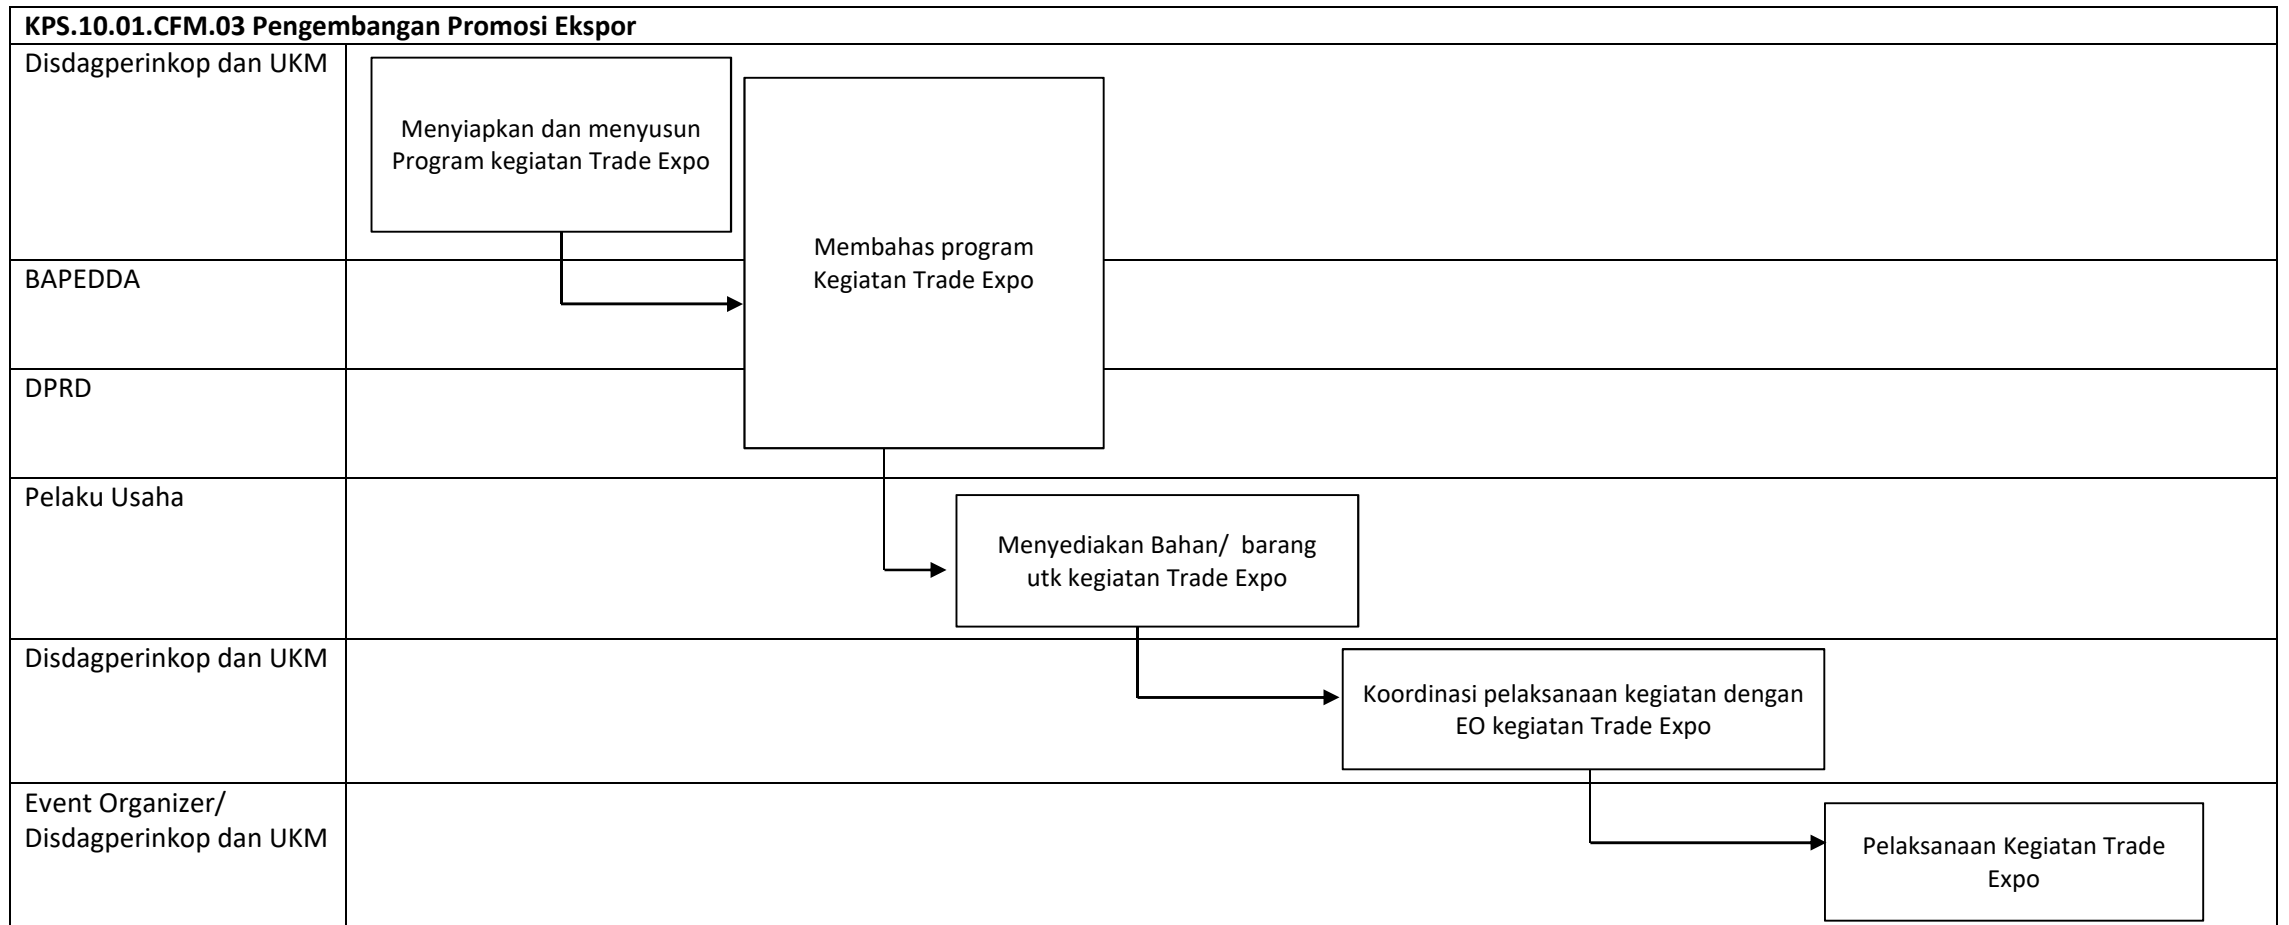 KPS.10.01.CFM.03 Pengembangan Promosi Ekspor
Disdagperinkop dan UKM
Menyiapkan dan menyusun
Program kegiatan Trade Expo
Membahas program
Kegiatan Trade Expo
BAPEDDA
DPRD
Pelaku Usaha
Menyediakan Bahan/ barang
utk kegiatan Trade Expo
Disdagperinkop dan UKM
Koordinasi pelaksanaan kegiatan dengan
EO kegiatan Trade Expo
Event Organizer/
Disdagperinkop dan UKM
Pelaksanaan Kegiatan Trade
Expo